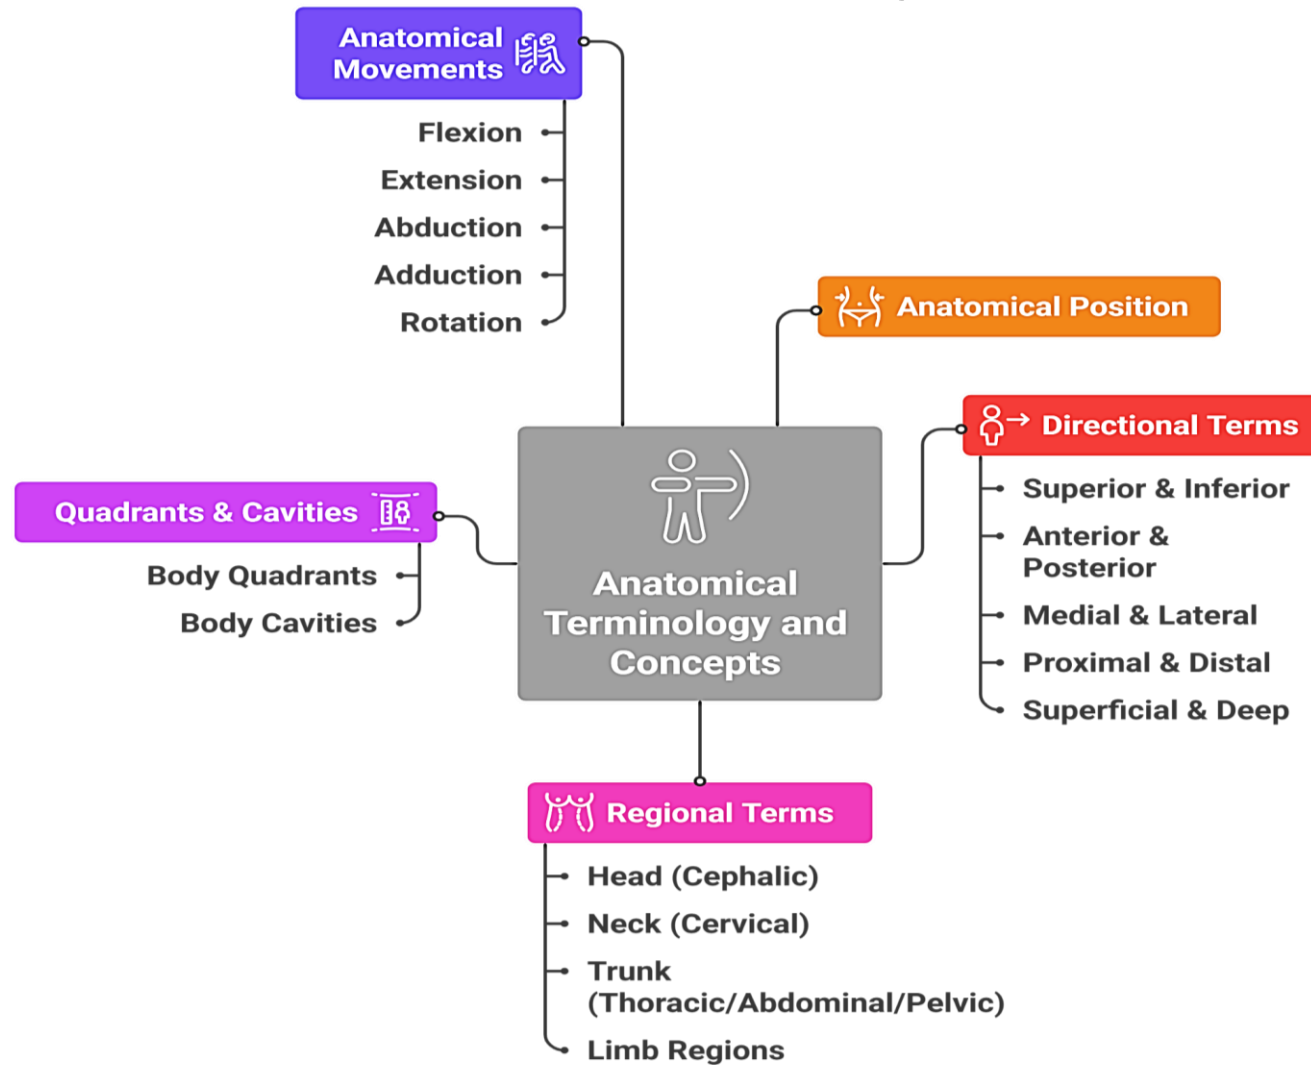 Anatomical
Movements
Flexion
Extension
Abduction
Adduction
Rotation
Anatomical Position
Directional Terms
Superior & Inferior
Anterior &
Posterior
Medial & Lateral
Proximal & Distal
Superficial & Deep
Quadrants & Cavities
Body Quadrants
Body Cavities
Anatomical
Terminology and
Concepts
Regional Terms
Head (Cephalic)
Neck (Cervical)
Trunk
(Thoracic/Abdominal/Pelvic)
Limb Regions